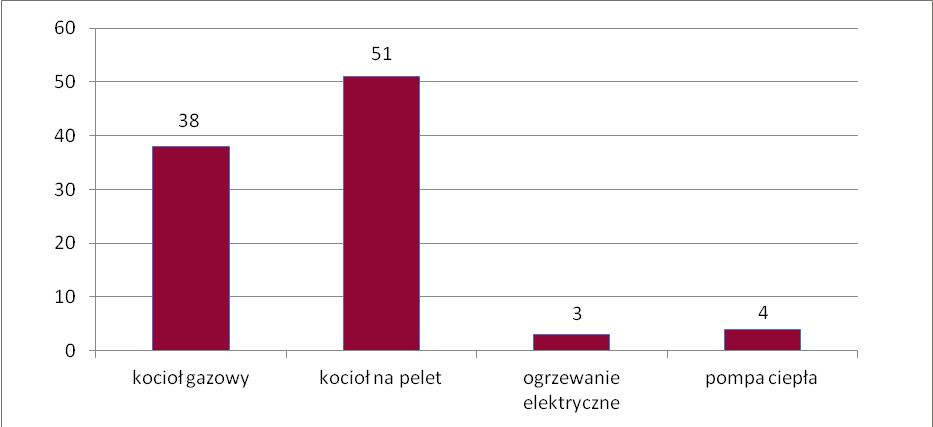 60
50
40
30
20
10
0
38
51
3
4
kocioł gazowy
kocioł na pelet
ogrzewanie
elektryczne
pompa ciepła